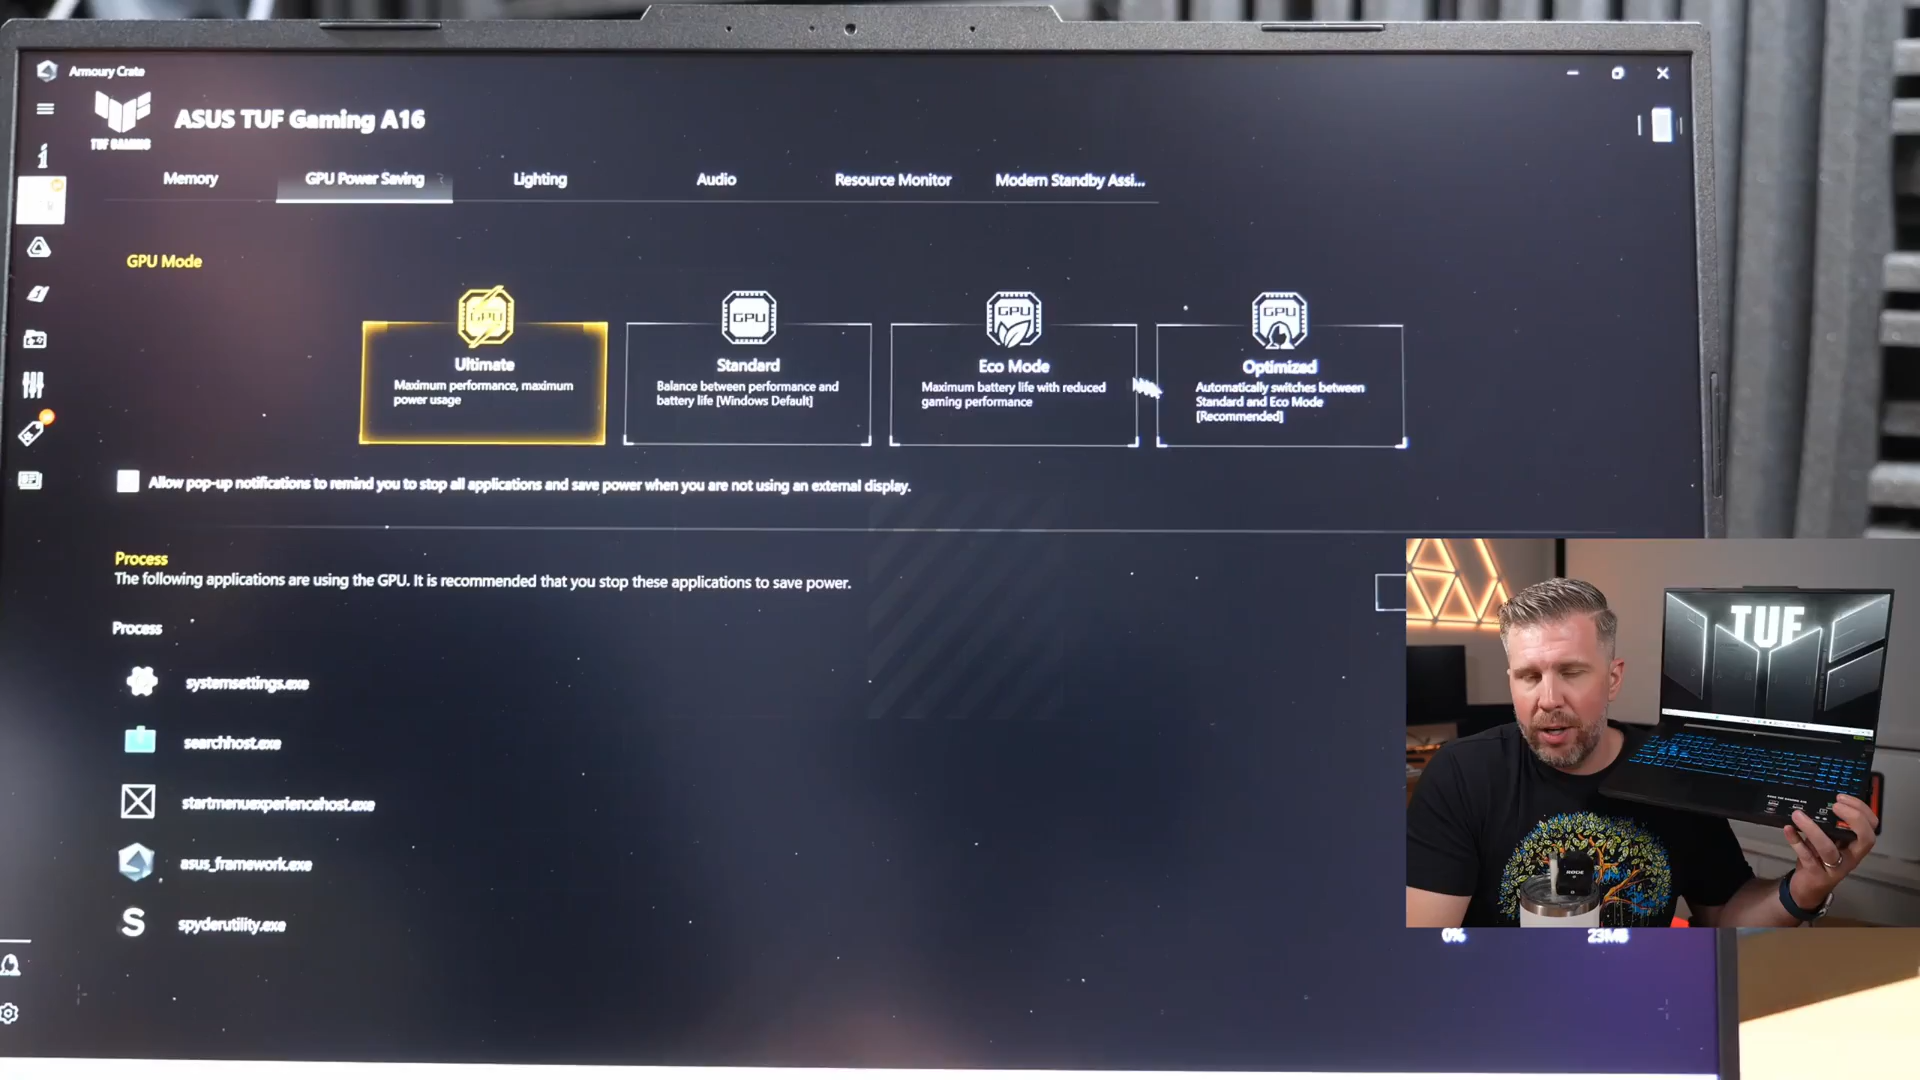 Armoury Crate
TUF GAMING
ASUS TUF Gaming A16
Memory
GPU Power Saving
Lighting
Audio
Resource Monitor
Modern Standby Assi...
GPU Mode
GPU
GPU
GPU
GPU
Ultimate
Maximum performance, maximum
power usage
Standard
Balance between performance and
battery life [Windows Default]
Eco Mode
Maximum battery life with reduced
gaming performance
Optimized
Automatically switches between
Standard and Eco Mode
[Recommended]
Allow pop-up notifications to remind you to stop all applications and save power when you are not using an external display.
Process
The following applications are using the GPU. It is recommended that you stop these applications to save power.
Process
systemsettings.exe
searchhost.exe
startmenuexperiencehost.exe
asus_framework.exe
S
spyderutility.exe
0%
23MB
TUF
RODE